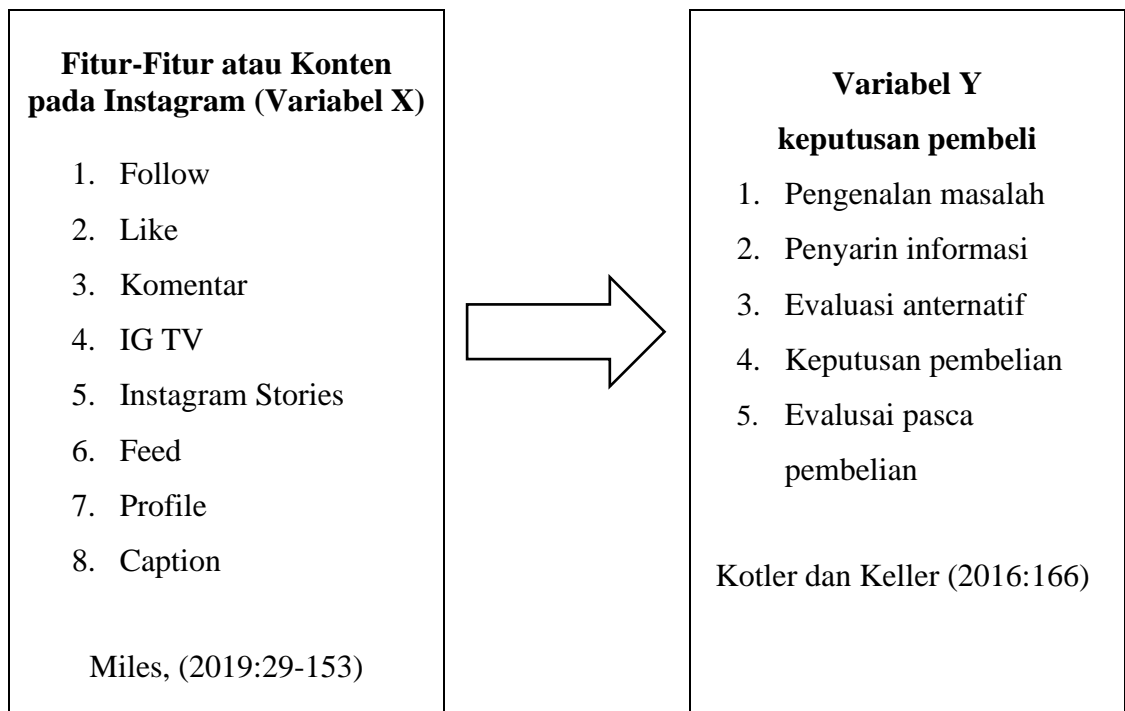 Fitur-Fitur atau Konten
pada Instagram (Variabel X)
1. Follow
2. Like
3. Komentar
4. IG TV
5. Instagram Stories
6. Feed
7. Profile
8. Caption
Miles, (2019:29-153)
Variabel Y
keputusan pembeli
1. Pengenalan masalah
2. Penyarin informasi
3. Evaluasi anternatif
4. Keputusan pembelian
5. Evalusai pasca
pembelian
Kotler dan Keller (2016:166)